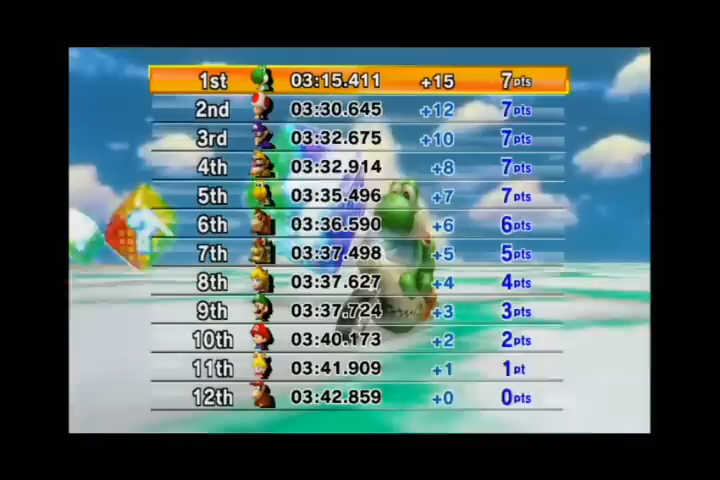 1st 03:15.411 +15 7pts
2nd 03:30.645 +12 7pts
3rd 03:32.675 +10 7pts
4th 03:32.914 +8 7pts
5th 03:35.496 +7 7pts
6th 03:36.590 +6 6pts
7th 03:37.498 +5 5pts
8th 03:37.627 +4 4pts
9th 03:37.724 +3 3pts
10th 03:40.173 +2 2pts
11th 03:41.909 +1 1pt
12th 03:42.859 +0 0pts